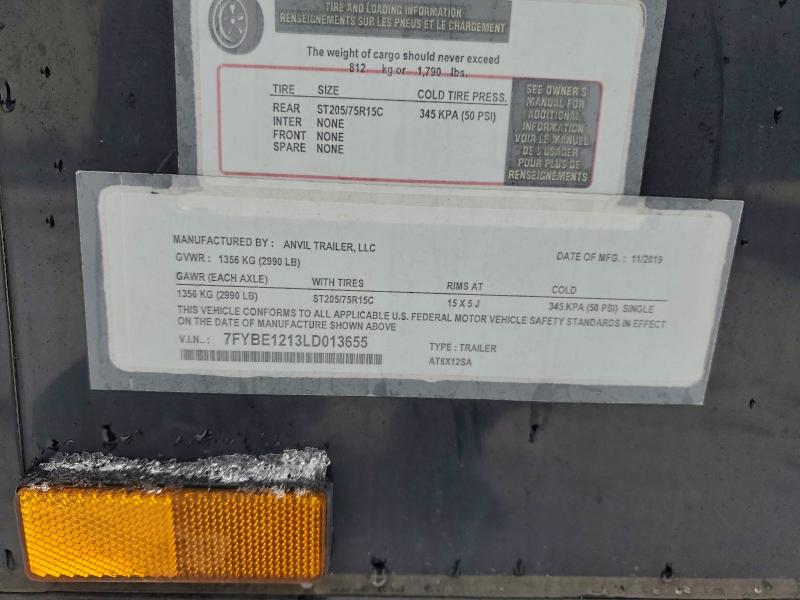 TIRE AND LOADING INFORMATION
RENSEIGNEMENTS SUR LES PNEUS ET LE CHARGEMENT
The weight of cargo should never exceed
812 kg or 1,790 lbs.
TIRE SIZE COLD TIRE PRESS.
REAR ST205/75R15C 345 KPA (50 PSI)
INTER NONE
FRONT NONE
SPARE NONE
SEE OWNER'S
MANUAL FOR
ADDITIONAL
INFORMATION
VOIR LE MANUEL
DE L'USAGER
POUR PLUS DE
RENSEIGNEMENTS
MANUFACTURED BY : ANVIL TRAILER, LLC DATE OF MFG. : 11/2019
GVWR : 1356 KG (2990 LB)
GAWR (EACH AXLE) WITH TIRES RIMS AT COLD
1356 KG (2990 LB) ST205/75R15C 15 X 5 J 345 KPA (50 PSI) SINGLE
THIS VEHICLE CONFORMS TO ALL APPLICABLE U.S. FEDERAL MOTOR VEHICLE SAFETY STANDARDS IN EFFECT
ON THE DATE OF MANUFACTURE SHOWN ABOVE
V.I.N.: 7FYBE1213LD013655 TYPE : TRAILER
AT6X12SA